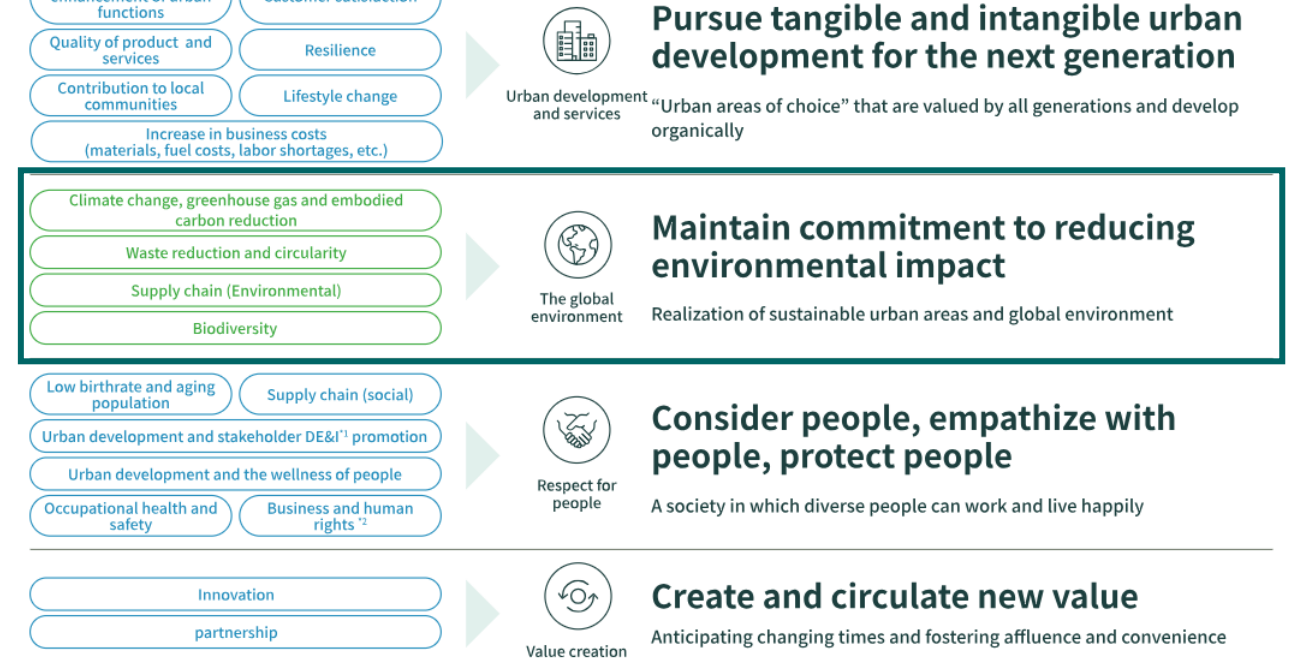 enhancement of urban
functions
Customer satisfaction
Quality of product and
services
Resilience
Contribution to local
communities
Lifestyle change
Increase in business costs
(materials, fuel costs, labor shortages, etc.)
Urban development
and services
Pursue tangible and intangible urban
development for the next generation
“Urban areas of choice” that are valued by all generations and develop
organically
Climate change, greenhouse gas and embodied
carbon reduction
Waste reduction and circularity
Supply chain (Environmental)
Biodiversity
The global
environment
Maintain commitment to reducing
environmental impact
Realization of sustainable urban areas and global environment
Low birthrate and aging
population
Supply chain (social)
Urban development and stakeholder DE&I*1 promotion
Urban development and the wellness of people
Occupational health and
safety
Business and human
rights *2
Respect for
people
Consider people, empathize with
people, protect people
A society in which diverse people can work and live happily
Innovation
partnership
Value creation
Create and circulate new value
Anticipating changing times and fostering affluence and convenience